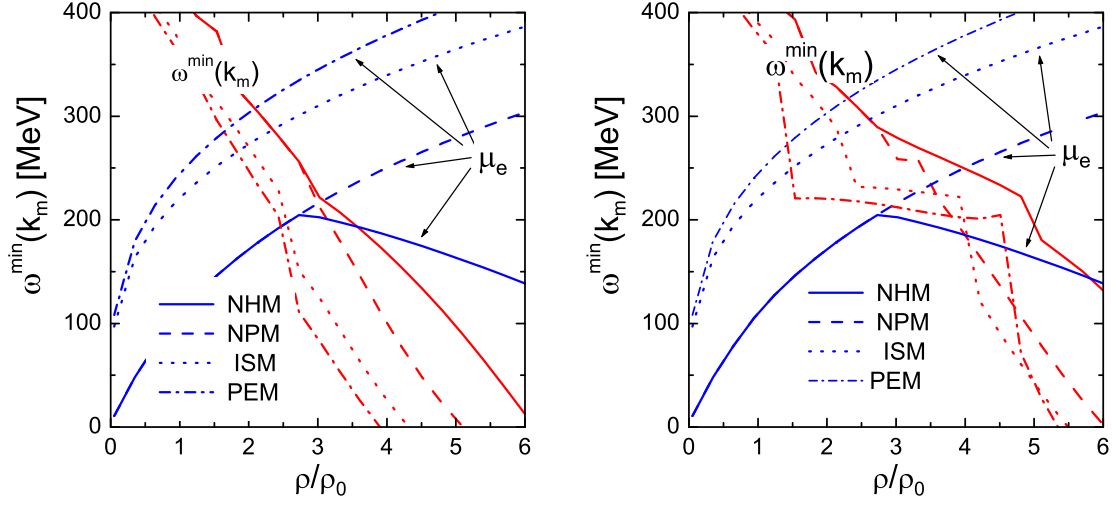 400
300
200
100
0
0 1 2 3 4 5 6
ω^min(k_m) [MeV]
ρ/ρ_0
ω^min(k_m)
μ_e
NHM
NPM
ISM
PEM
400
300
200
100
0
0 1 2 3 4 5 6
ω^min(k_m) [MeV]
ρ/ρ_0
ω^min(k_m)
μ_e
NHM
NPM
ISM
PEM